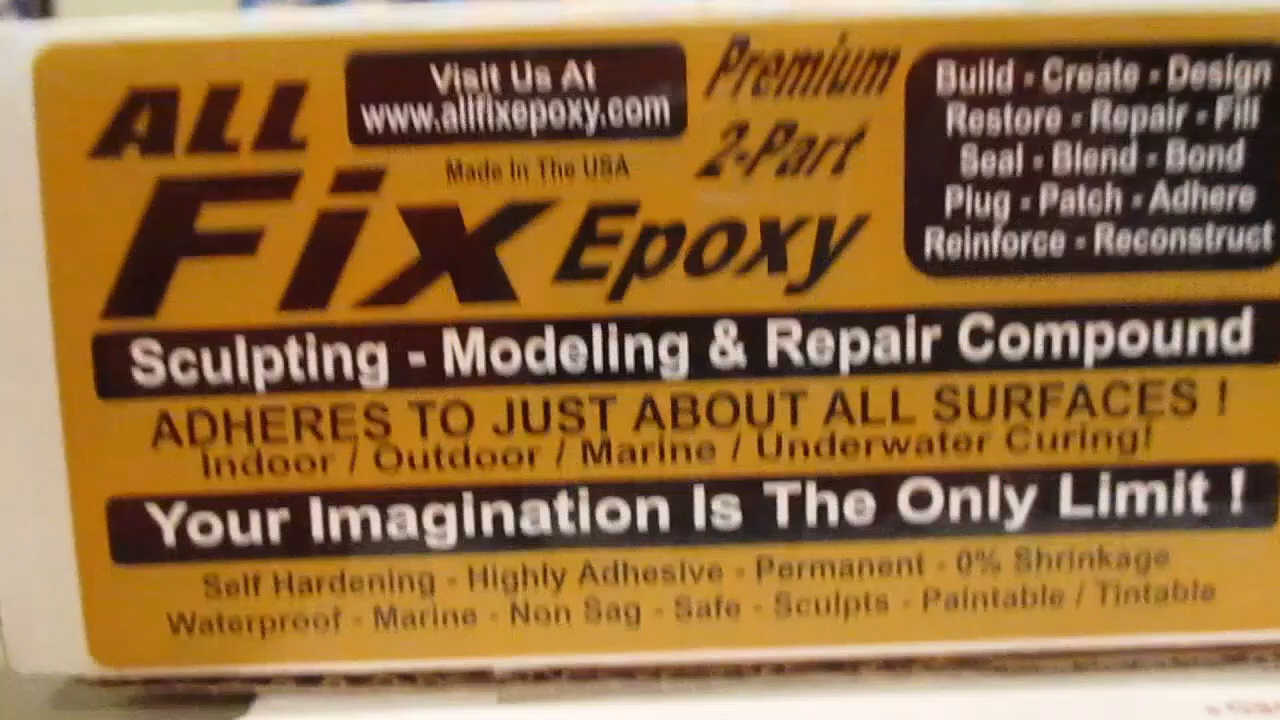 ALL
Fix
Visit Us At
www.allfixepoxy.com
Made In The USA
Premium
2-Part
Epoxy
Build - Create - Design
Restore - Repair - Fill
Seal - Blend - Bond
Plug - Patch - Adhere
Reinforce - Reconstruct
Sculpting - Modeling & Repair Compound
ADHERES TO JUST ABOUT ALL SURFACES !
Indoor / Outdoor / Marine / Underwater Curing!
Your Imagination Is The Only Limit !
Self Hardening - Highly Adhesive - Permanent - 0% Shrinkage
Waterproof - Marine - Non Sag - Safe - Sculpts - Paintable / Tintable